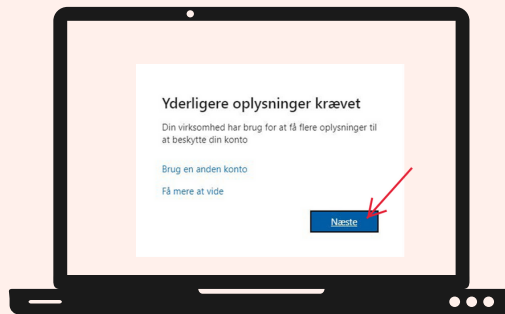 Yderligere oplysninger krævet
Din virksomhed har brug for at få flere oplysninger til
at beskytte din konto
Brug en anden konto
Få mere at vide
Næste